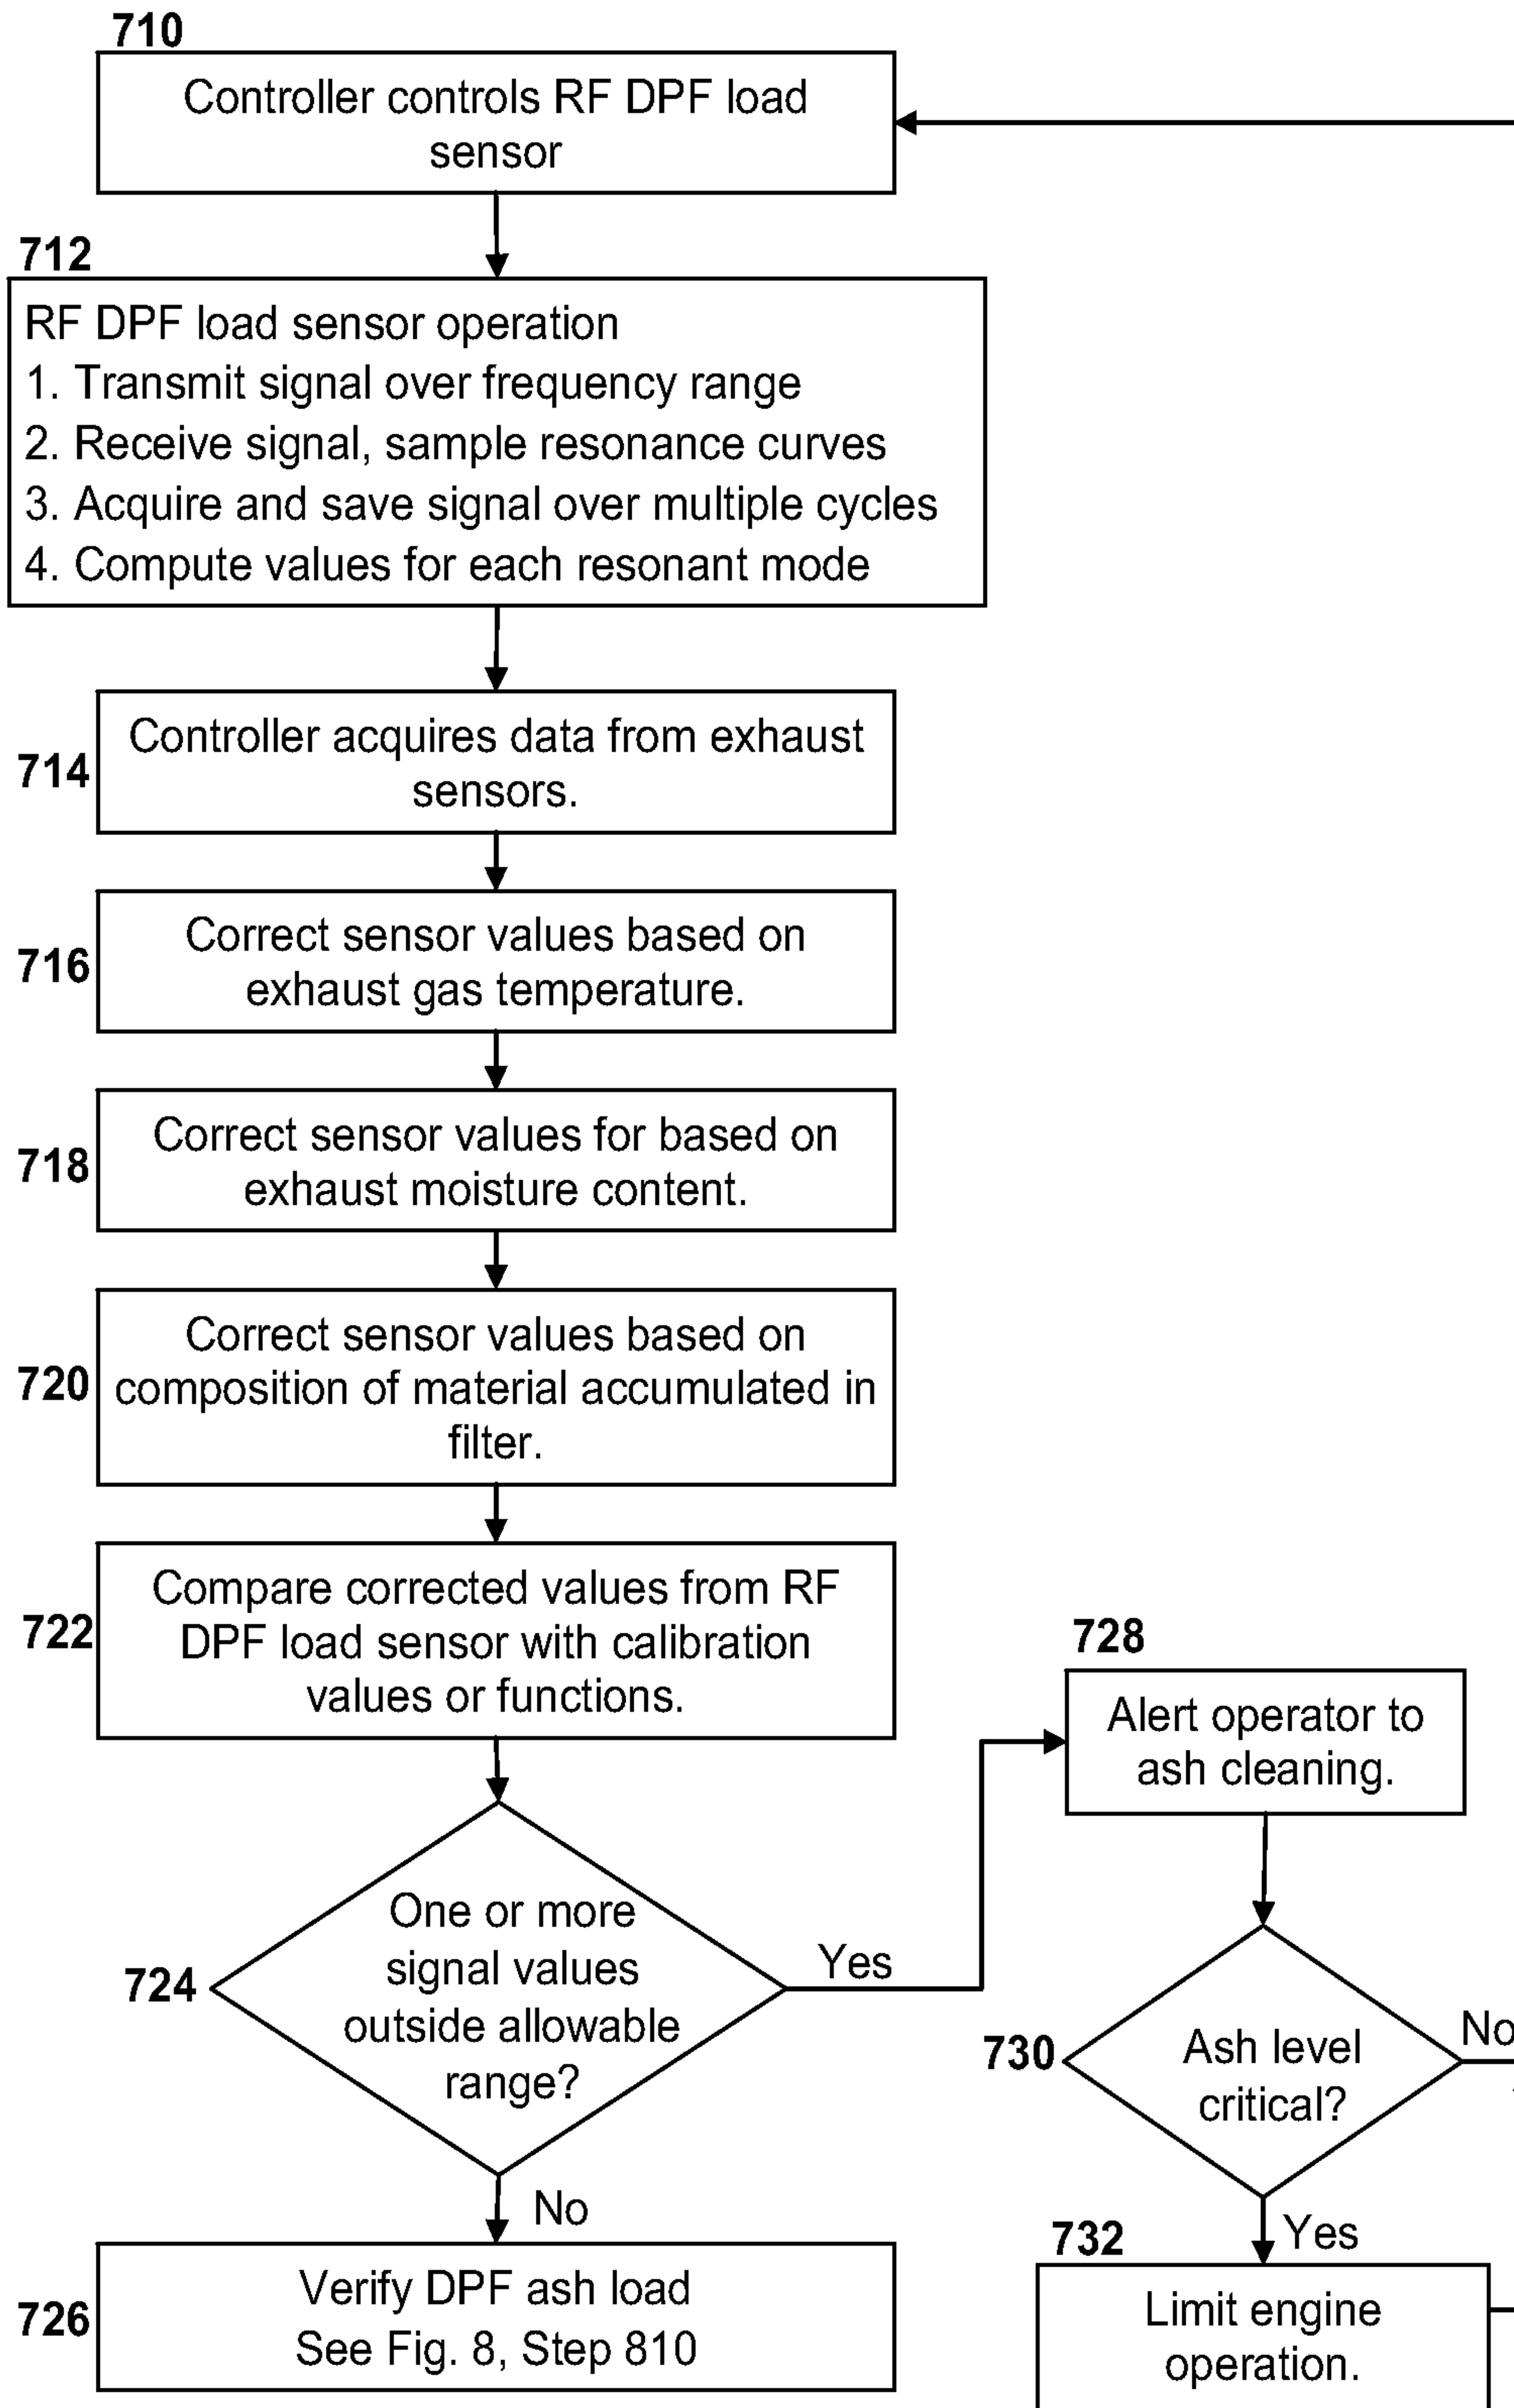 710
Controller controls RF DPF load
sensor
712
RF DPF load sensor operation
1. Transmit signal over frequency range
2. Receive signal, sample resonance curves
3. Acquire and save signal over multiple cycles
4. Compute values for each resonant mode
714
Controller acquires data from exhaust
sensors.
716
Correct sensor values based on
exhaust gas temperature.
718
Correct sensor values for based on
exhaust moisture content.
720
Correct sensor values based on
composition of material accumulated in
filter.
722
Compare corrected values from RF
DPF load sensor with calibration
values or functions.
724
One or more
signal values
outside allowable
range?
Yes
No
726
Verify DPF ash load
See Fig. 8, Step 810
728
Alert operator to
ash cleaning.
730
Ash level
critical?
No
Yes
732
Limit engine
operation.